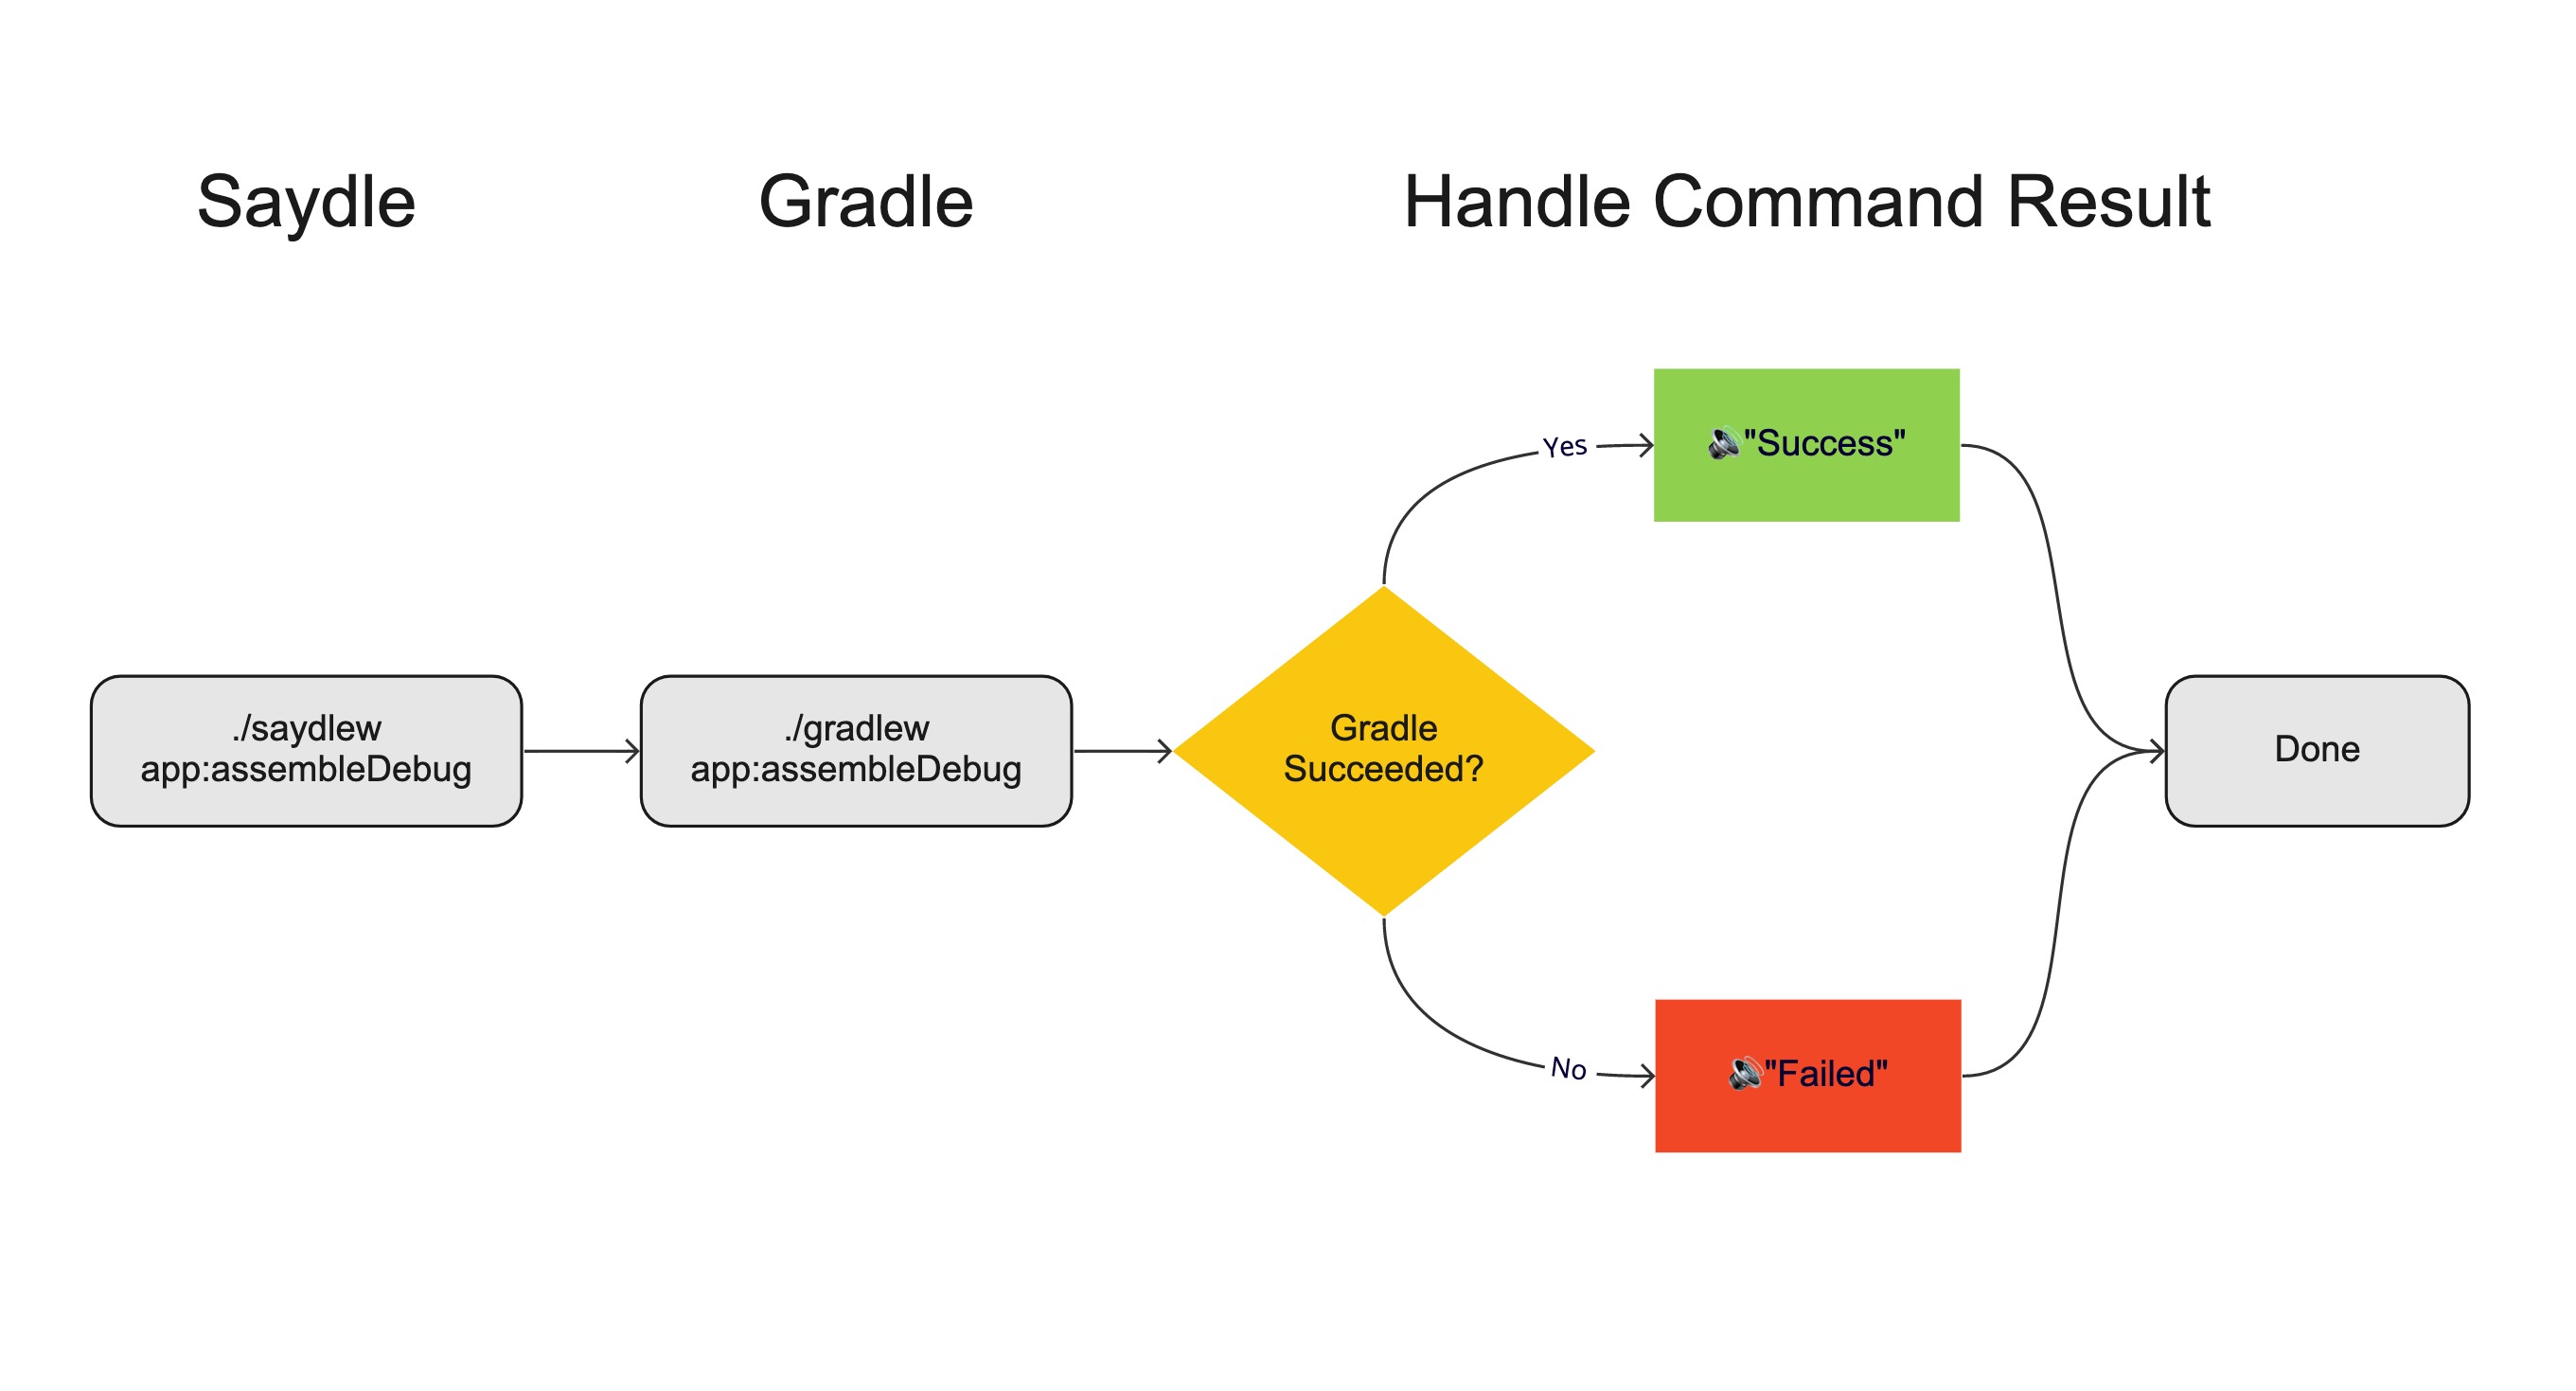 Saydle
Gradle
Handle Command Result
./saydlew
app:assembleDebug
./gradlew
app:assembleDebug
Gradle
Succeeded?
Yes
🔊"Success"
No
🔊"Failed"
Done